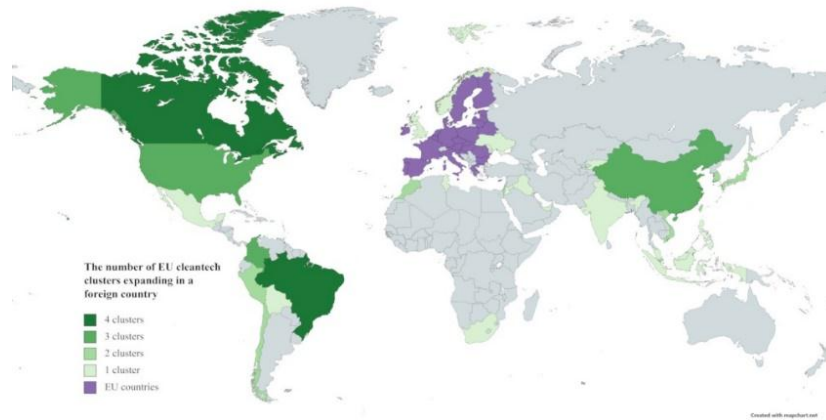 The number of EU cleantech
clusters expanding in a
foreign country
4 clusters
3 clusters
2 clusters
1 cluster
EU countries
Created with mapchart.net